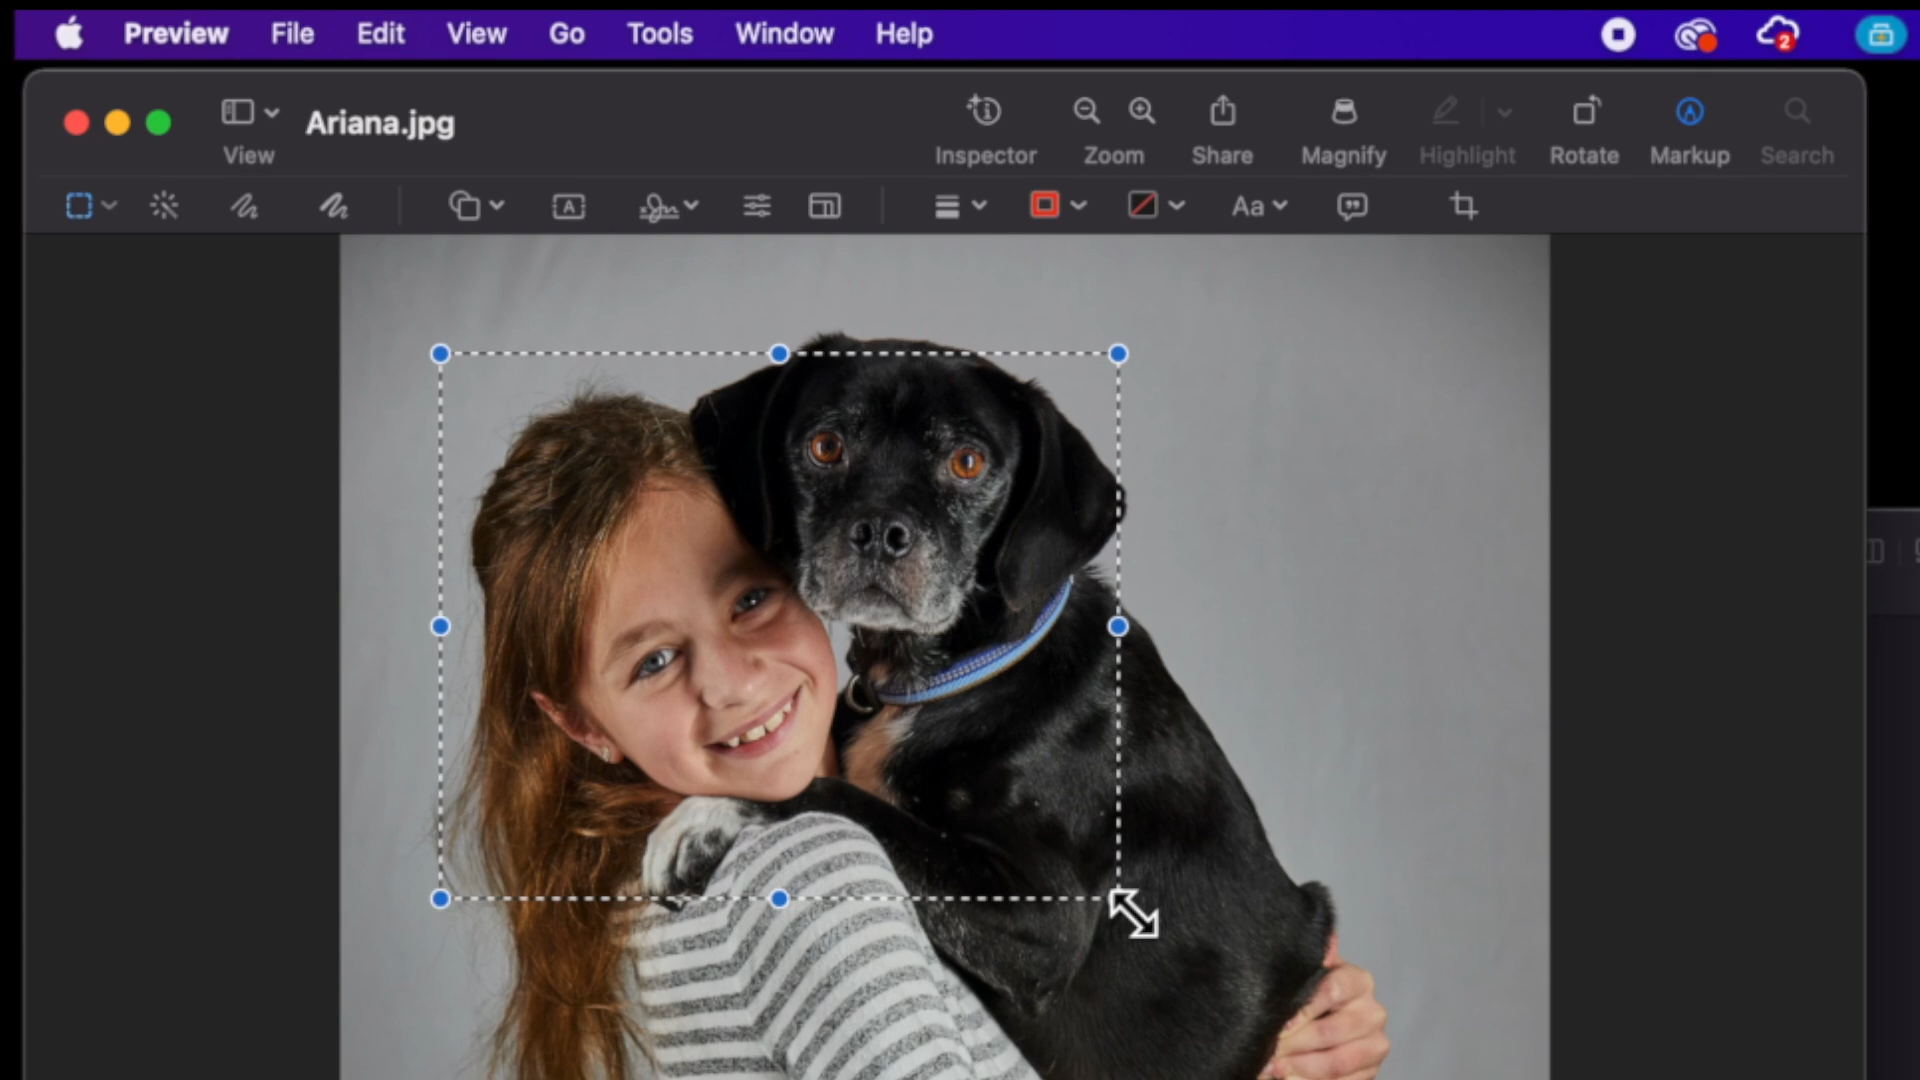 Preview File Edit View Go Tools Window Help
2
Ariana.jpg
View Inspector Zoom Share Magnify Highlight Rotate Markup Search
A
Aa